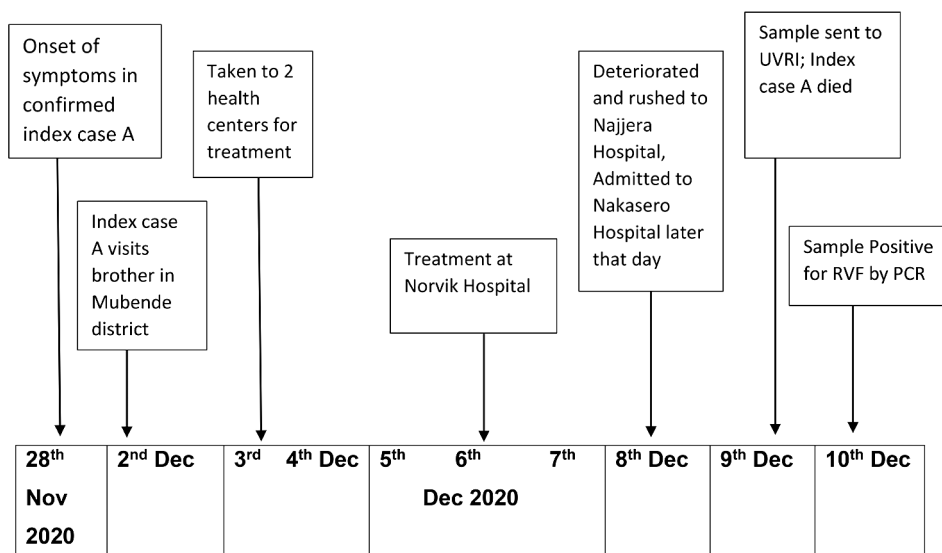 Onset of
symptoms in
confirmed
index case A
Index case
A visits
brother in
Mubende
district
Taken to 2
health
centers for
treatment
Treatment at
Norvik Hospital
Deteriorated
and rushed to
Najjera
Hospital,
Admitted to
Nakasero
Hospital later
that day
Sample sent to
UVRI; Index
case A died
Sample Positive
for RVF by PCR
28th
Nov
2020
2nd Dec
3rd 4th Dec
5th 6th 7th
Dec 2020
8th Dec
9th Dec
10th Dec